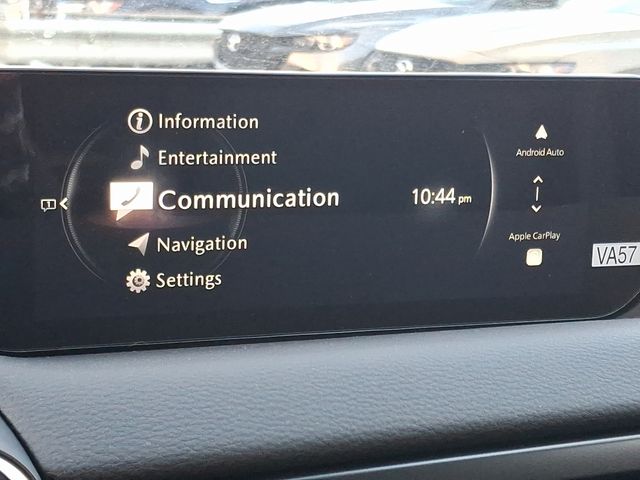 Information
Entertainment
Communication
10:44 pm
Navigation
Settings
Android Auto
Apple CarPlay
VA57